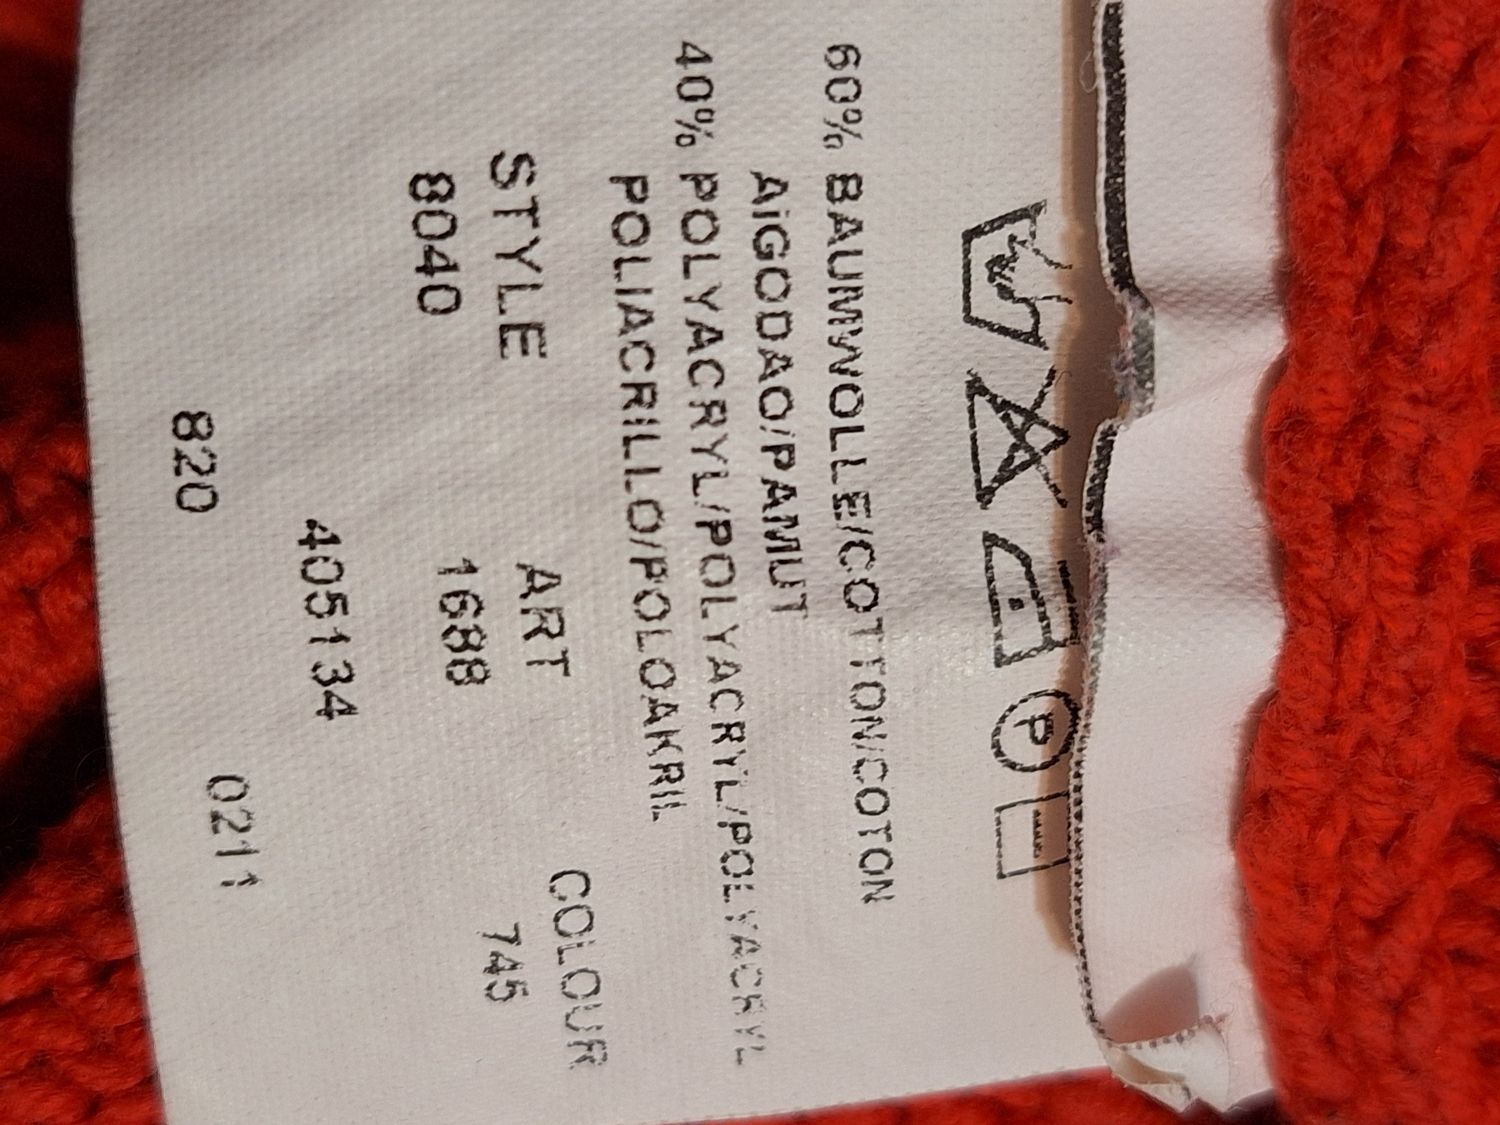 60% BAUMWOLLE/COTTON/COTON
AiGODAO/PAMUT
40% POLYACRYL/POLYACRYL/POLYACRYL
POLIACRILLO/POLOAKRIL
STYLE ART COLOUR
8040 1688 745
405134
820 0211